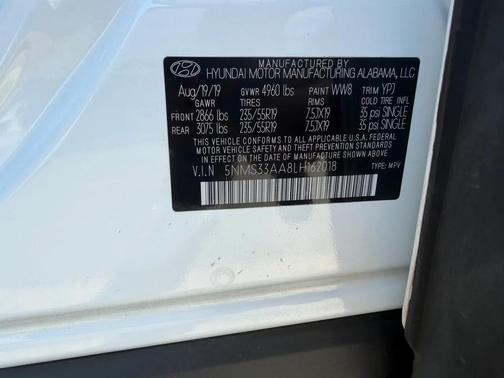 MANUFACTURED BY
HYUNDAI MOTOR MANUFACTURING ALABAMA, LLC
Aug/19/19 GVWR 4960 lbs PAINT WW8 TRIM YPJ
GAWR TIRES RIMS COLD TIRE INFL
FRONT 2866 lbs 235/55R19 7.5JX19 35 psi SINGLE
REAR 3075 lbs 235/55R19 7.5JX19 35 psi SINGLE
THIS VEHICLE CONFORMS TO ALL APPLICABLE U.S.A. FEDERAL
MOTOR VEHICLE SAFETY, BUMPER, AND
THEFT PREVENTION STANDARDS IN EFFECT ON
THE DATE OF MANUFACTURE SHOWN ABOVE.
V.I.N 5NMS33AA8LH162018 TYPE: MPV